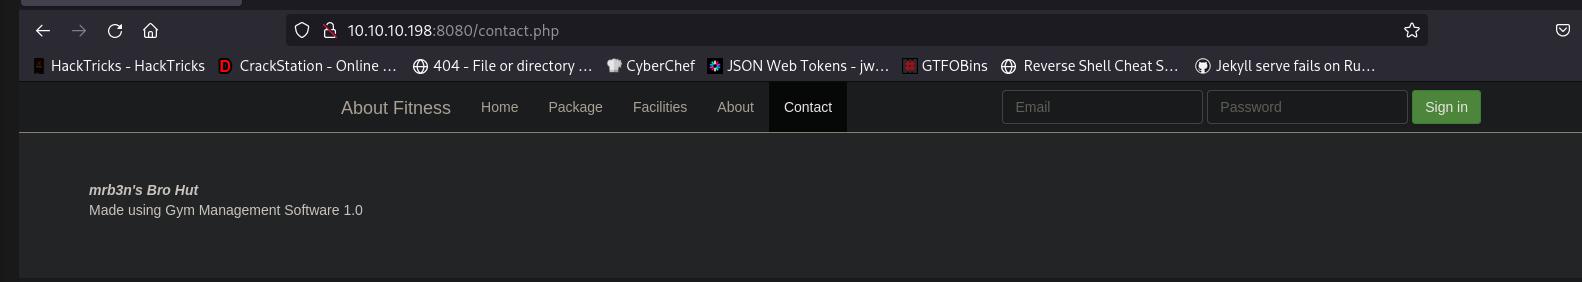 10.10.10.198:8080/contact.php
HackTricks - HackTricks CrackStation - Online ... 404 - File or directory ... CyberChef JSON Web Tokens - jw... GTFOBins Reverse Shell Cheat S... Jekyll serve fails on Ru...
About Fitness Home Package Facilities About Contact Email Password Sign in
mrb3n's Bro Hut
Made using Gym Management Software 1.0